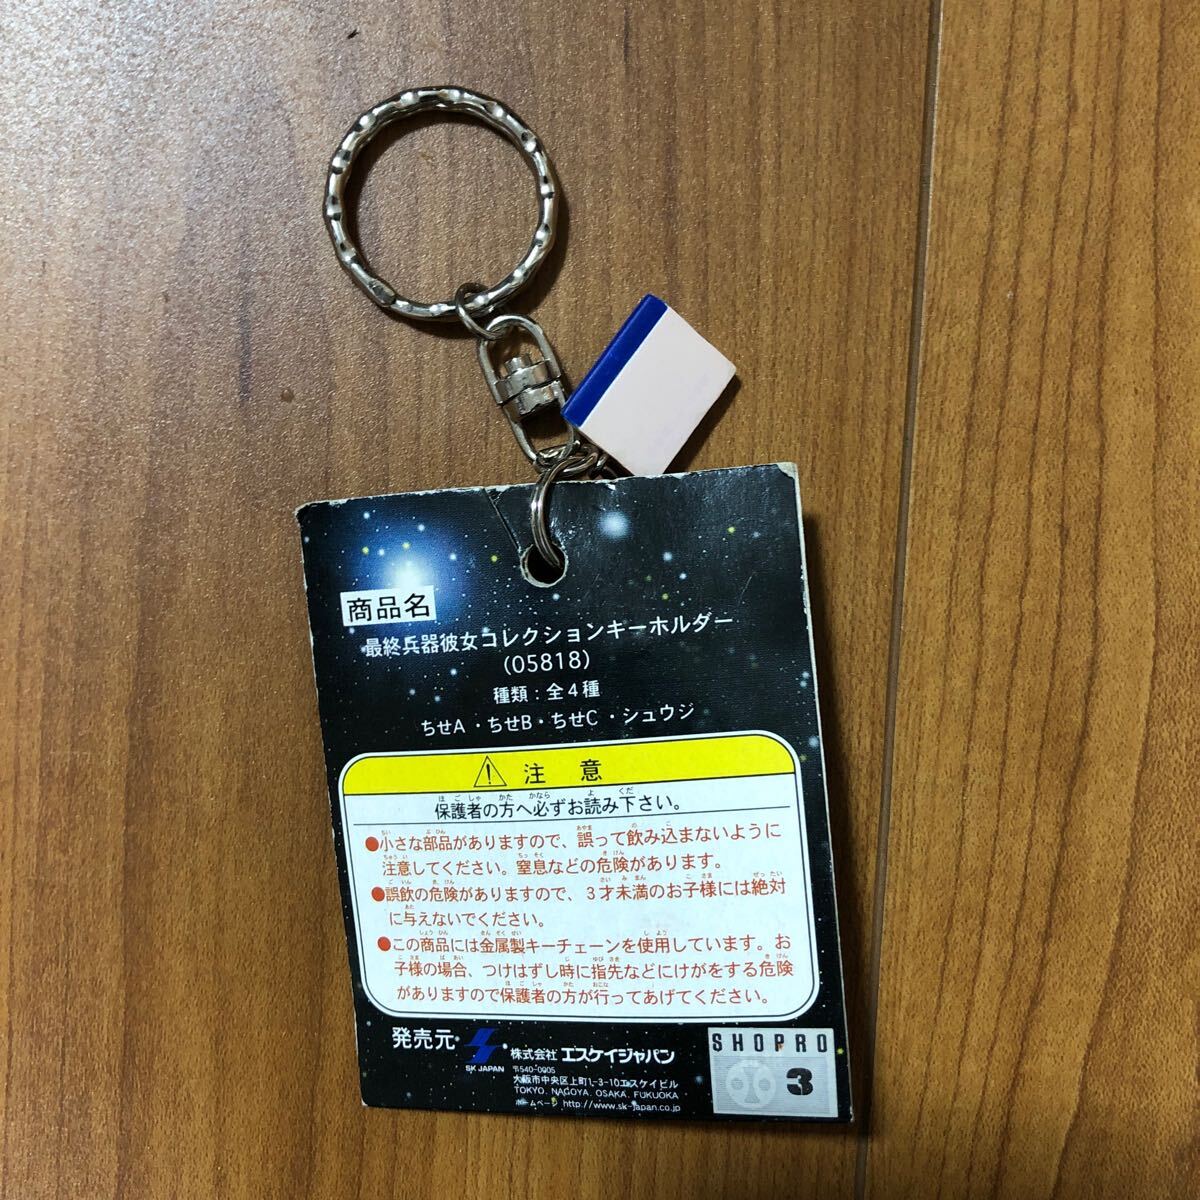 商品名
最終兵器彼女コレクションキーホルダー
(05818)
種類：全4種
ちせA・ちせB・ちせC・シュウジ
注意
保護者の方へ必ずお読み下さい。
●小さな部品がありますので、誤って飲み込まないように
注意してください。窒息などの危険があります。
●誤飲の危険がありますので、3才未満のお子様には絶対
に与えないでください。
●この商品には金属製キーチェーンを使用しています。お
子様の場合、つけはずし時に指先などにけがをする危険
がありますので保護者の方が行ってあげてください。
発売元
SK JAPAN
株式会社 エスケイジャパン
〒540-0005
大阪市中央区上町1-3-10エスケイビル
TOKYO. NAGOYA. OSAKA. FUKUOKA
ホームページ http://www.sk-japan.co.jp
SHOPRO
3